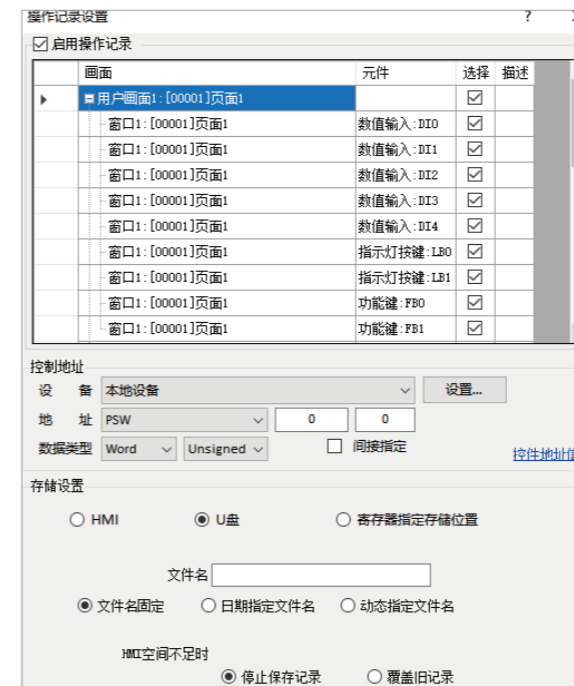 操作记录设置 ?
启用操作记录
画面 元件 选择 描述
用户画面1:[00001]页面1
窗口1:[00001]页面1 数值输入:DI0
窗口1:[00001]页面1 数值输入:DI1
窗口1:[00001]页面1 数值输入:DI2
窗口1:[00001]页面1 数值输入:DI3
窗口1:[00001]页面1 数值输入:DI4
窗口1:[00001]页面1 指示灯按键:LB0
窗口1:[00001]页面1 指示灯按键:LB1
窗口1:[00001]页面1 功能键:FB0
窗口1:[00001]页面1 功能键:FB1
控制地址
设 备 本地设备 设置...
地 址 PSW 0 0
数据类型 Word Unsigned 间接指定
控件地址信
存储设置
HMI U盘 寄存器指定存储位置
文件名
文件名固定 日期指定文件名 动态指定文件名
HMI空间不足时
停止保存记录 覆盖旧记录